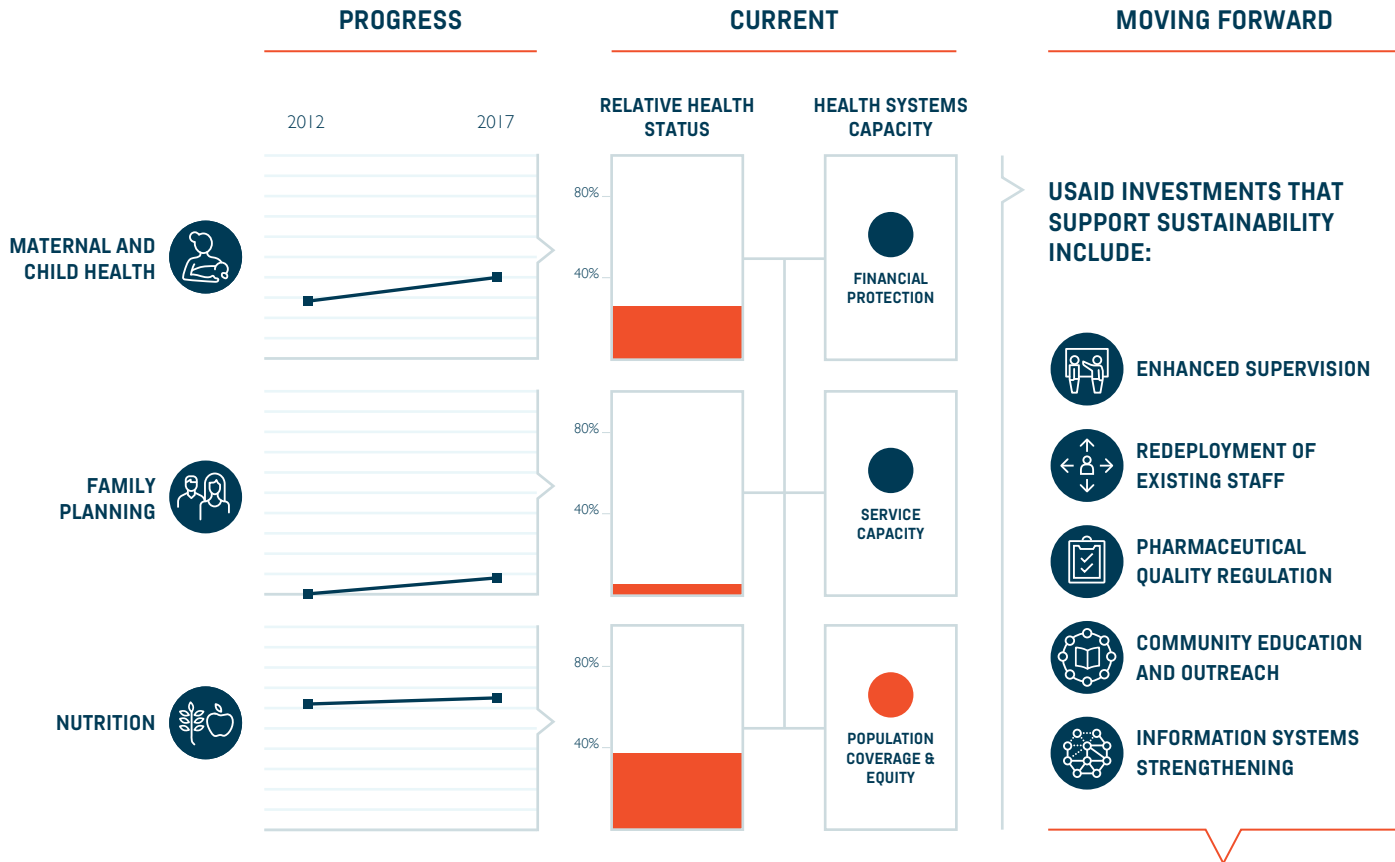 PROGRESS
CURRENT
MOVING FORWARD
2012
2017
RELATIVE HEALTH
STATUS
HEALTH SYSTEMS
CAPACITY
MATERNAL AND
CHILD HEALTH
80%
40%
FINANCIAL
PROTECTION
FAMILY
PLANNING
80%
40%
SERVICE
CAPACITY
NUTRITION
80%
40%
POPULATION
COVERAGE &
EQUITY
USAID INVESTMENTS THAT
SUPPORT SUSTAINABILITY
INCLUDE:
ENHANCED SUPERVISION
REDEPLOYMENT OF
EXISTING STAFF
PHARMACEUTICAL
QUALITY REGULATION
COMMUNITY EDUCATION
AND OUTREACH
INFORMATION SYSTEMS
STRENGTHENING